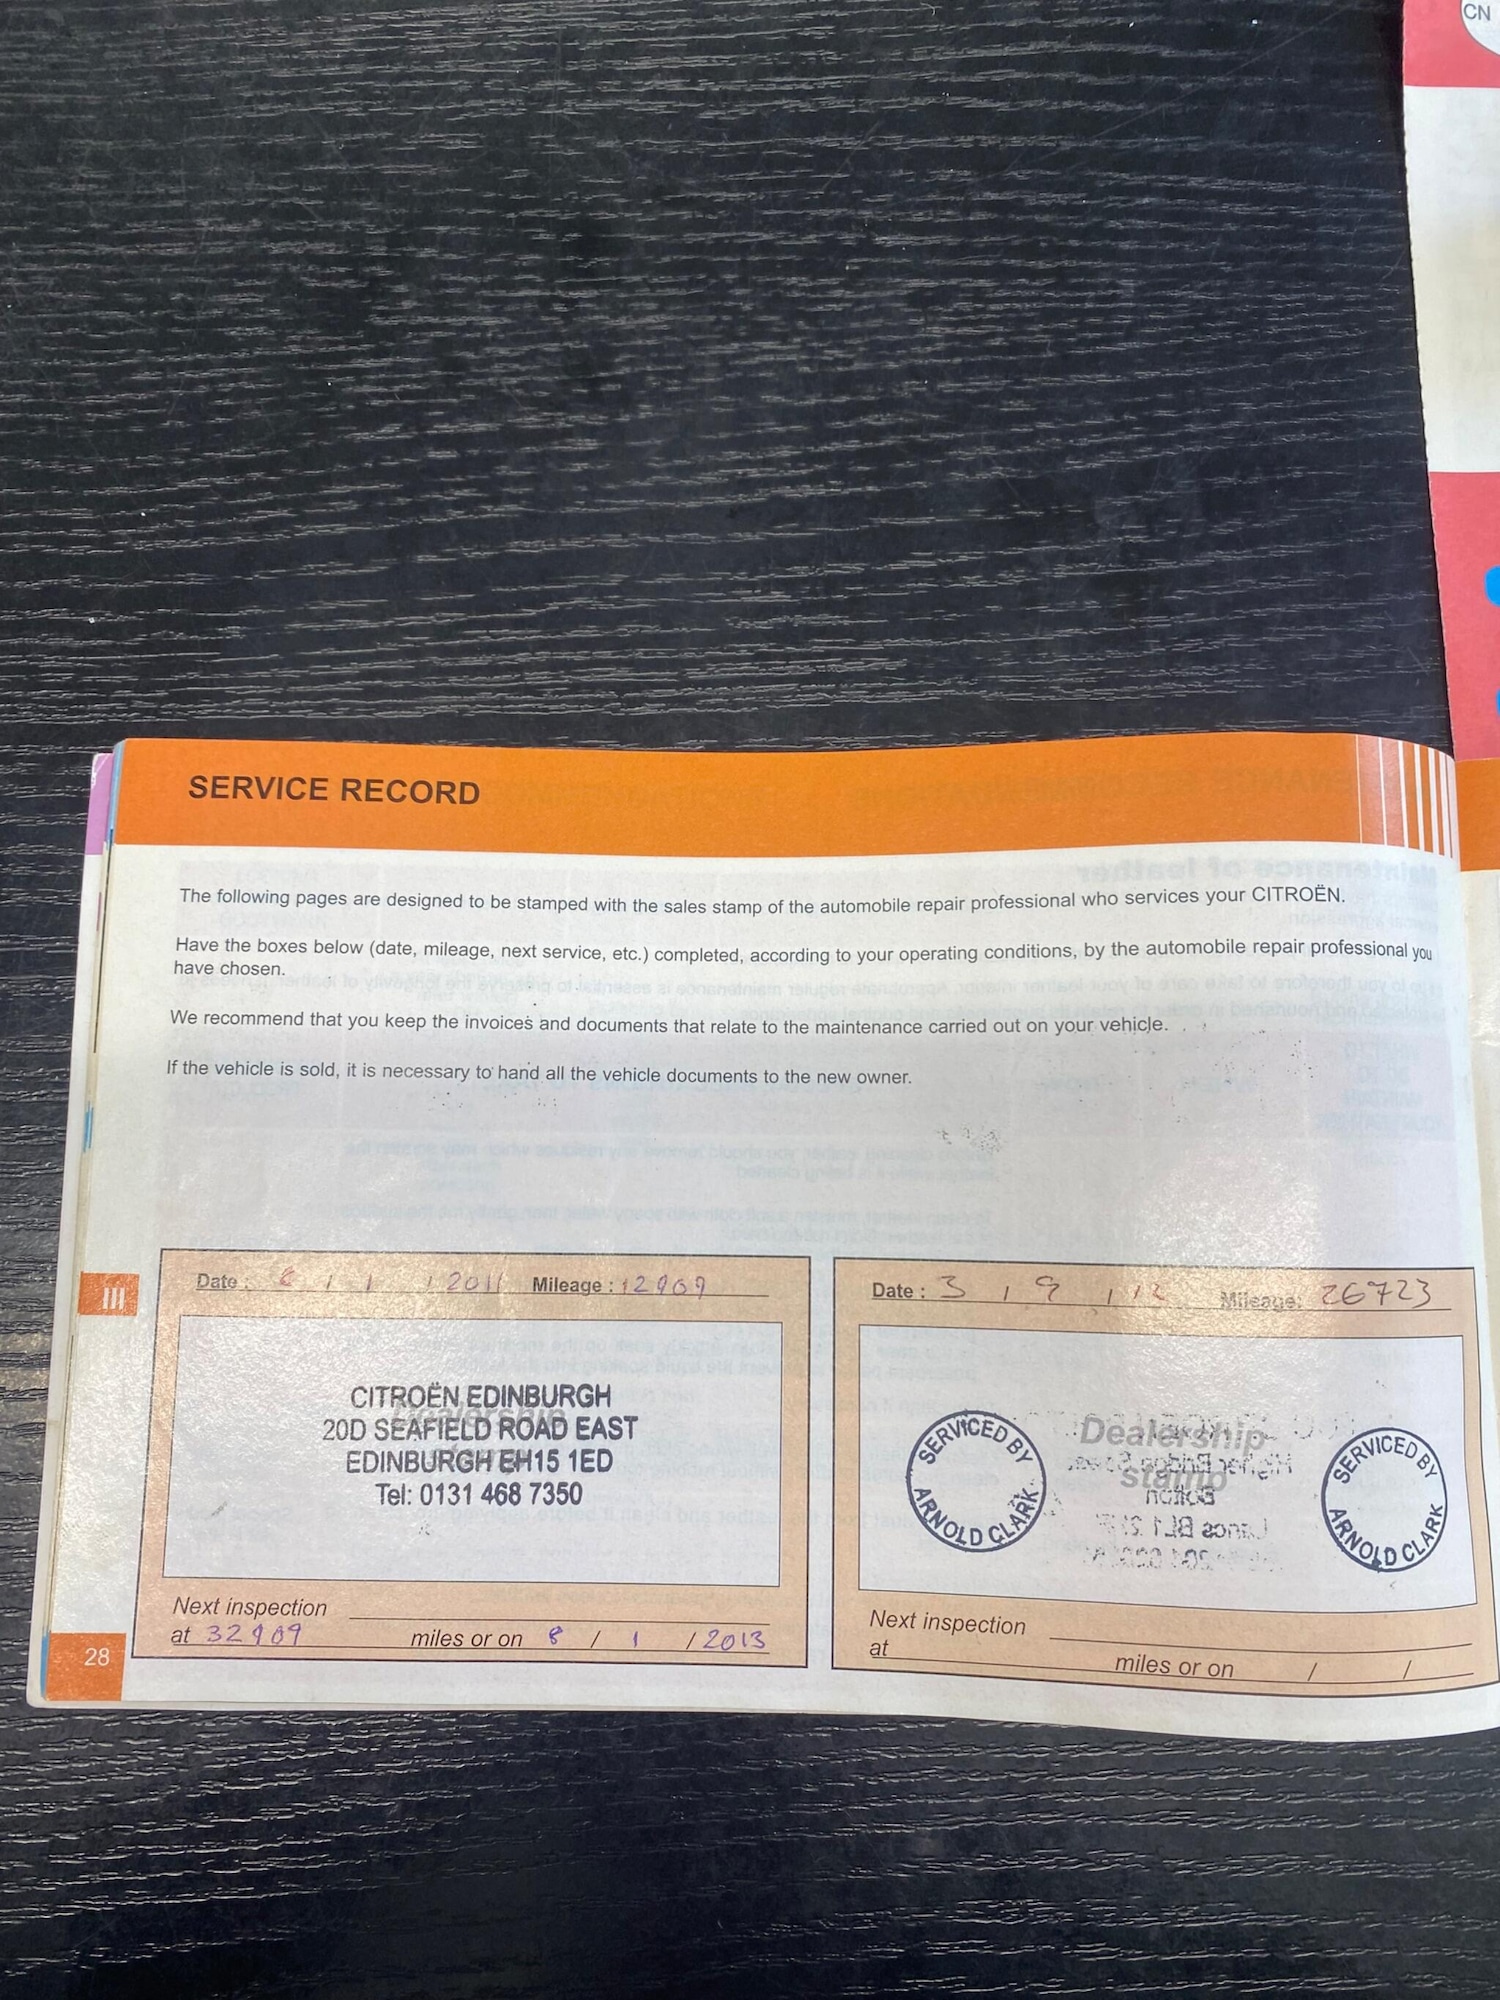 CN
SERVICE RECORD
The following pages are designed to be stamped with the sales stamp of the automobile repair professional who services your CITROËN.
Have the boxes below (date, mileage, next service, etc.) completed, according to your operating conditions, by the automobile repair professional you
have chosen.
We recommend that you keep the invoices and documents that relate to the maintenance carried out on your vehicle.
If the vehicle is sold, it is necessary to hand all the vehicle documents to the new owner.
III
Date : / 1 / 2011 Mileage :
CITROËN EDINBURGH
20D SEAFIELD ROAD EAST
EDINBURGH EH15 1ED
Tel: 0131 468 7350
Dealership
stamp
Next inspection
at miles or on 8 / 1 / 2013
Date : 3 / 9 / 12 Mileage: 26723
SERVICED BY
ARNOLD CLARK
Dealership
stamp
SERVICED BY
ARNOLD CLARK
Next inspection
at miles or on / /
28